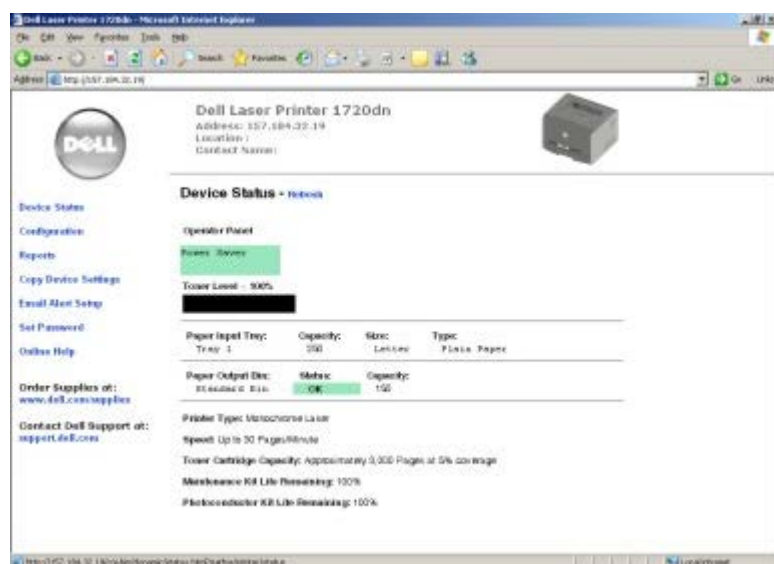 Dell Laser Printer 1720dn - Microsoft Internet Explorer
File Edit View Favorites Tools Help
Back Search Favorites
Address Go Links
DELL
Dell Laser Printer 1720dn
Address: 157.184.32.19
Location :
Contact Name:
Device Status - Refresh
Device Status
Configuration
Reports
Copy Device Settings
Email Alert Setup
Set Password
Online Help
Order Supplies at:
www.dell.com/supplies
Contact Dell Support at:
support.dell.com
Operator Panel
Power Saver
Toner Level - 100%
Paper Input Tray: Capacity: Size: Type:
Tray 1 250 Letter Plain Paper
Paper Output Bin: Status: Capacity:
Standard Bin OK 150
Printer Type: Monochrome Laser
Speed: Up to 30 Pages/Minute
Toner Cartridge Capacity: Approximately 3,000 Pages at 5% coverage
Maintenance Kit Life Remaining: 100%
Photoconductor Kit Life Remaining: 100%
Local intranet